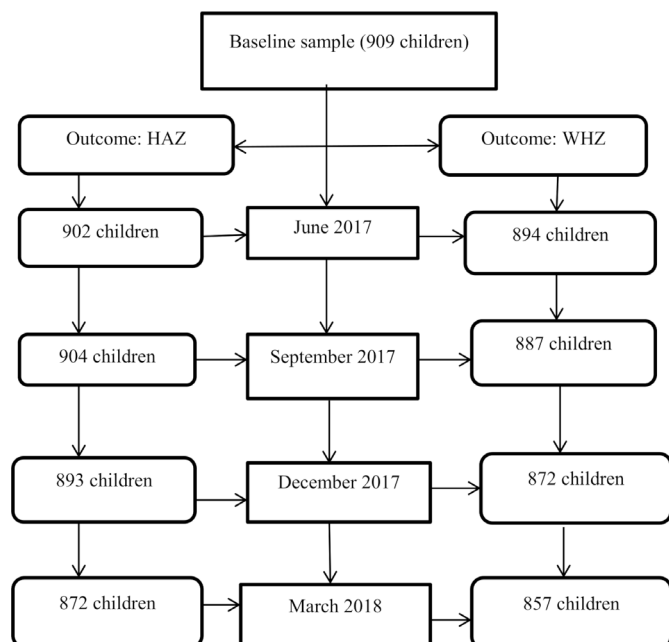 Baseline sample (909 children)
Outcome: HAZ
Outcome: WHZ
902 children
June 2017
894 children
904 children
September 2017
887 children
893 children
December 2017
872 children
872 children
March 2018
857 children